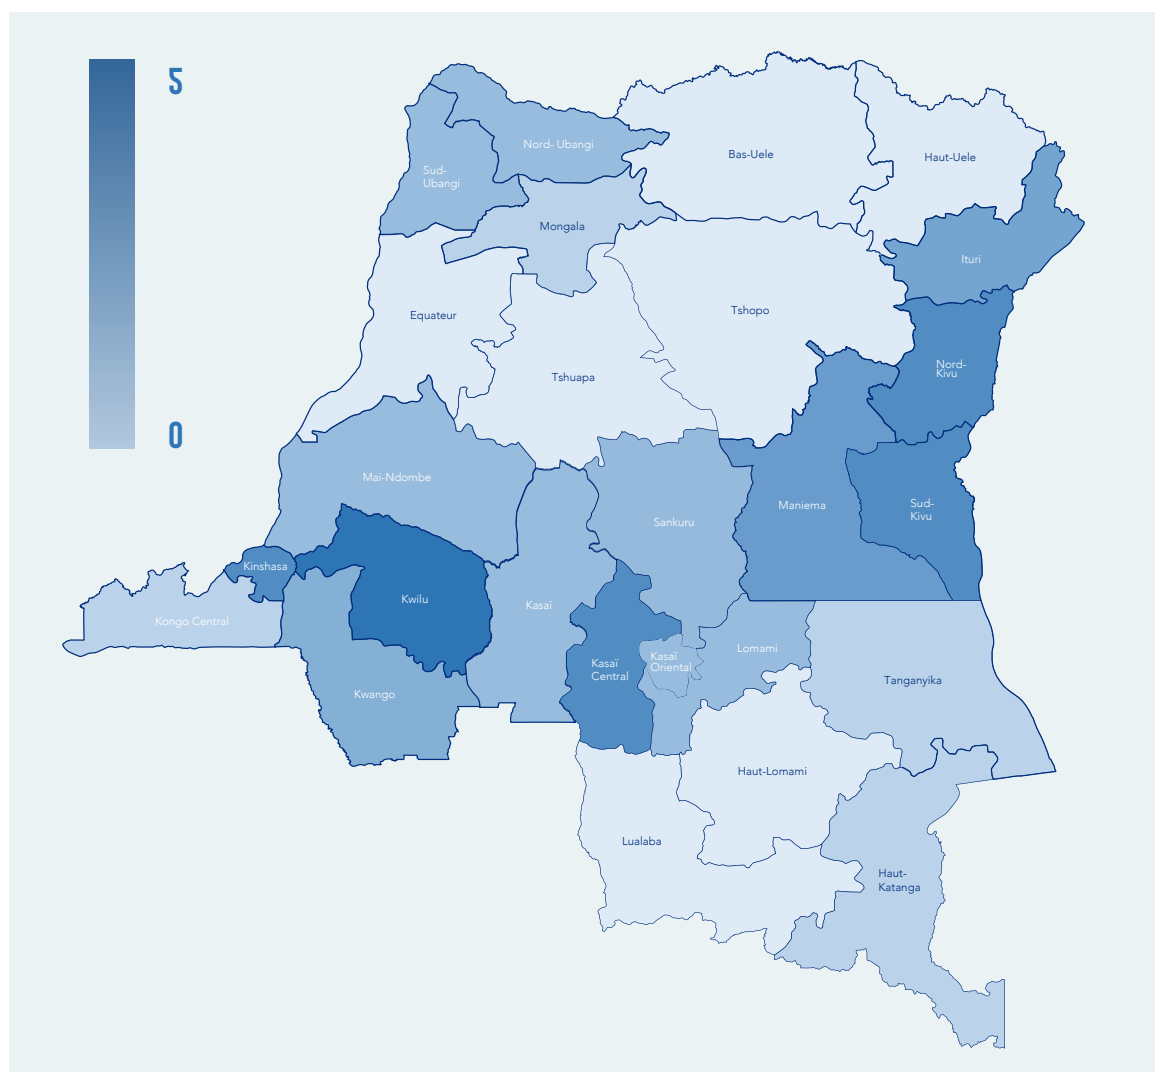 5
0
Nord- Ubangi
Bas-Uele
Haut-Uele
Sud-
Ubangi
Mongala
Ituri
Equateur
Tshopo
Tshuapa
Nord-
Kivu
Mai-Ndombe
Sankuru
Maniema
Sud-
Kivu
Kinshasa
Kwilu
Kasaï
Kongo Central
Lomami
Kasaï
Oriental
Kasaï
Central
Tanganyika
Kwango
Haut-Lomami
Lualaba
Haut-
Katanga